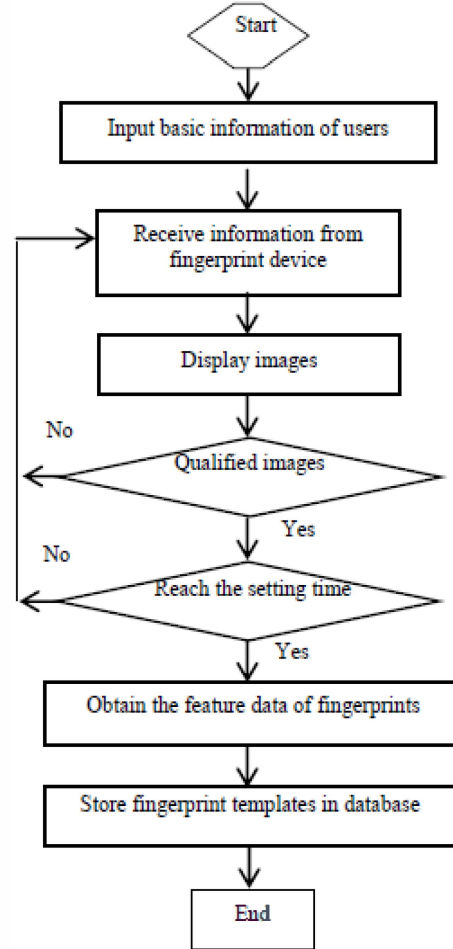 Start
Input basic information of users
Receive information from
fingerprint device
Display images
No
Qualified images
Yes
No
Reach the setting time
Yes
Obtain the feature data of fingerprints
Store fingerprint templates in database
End